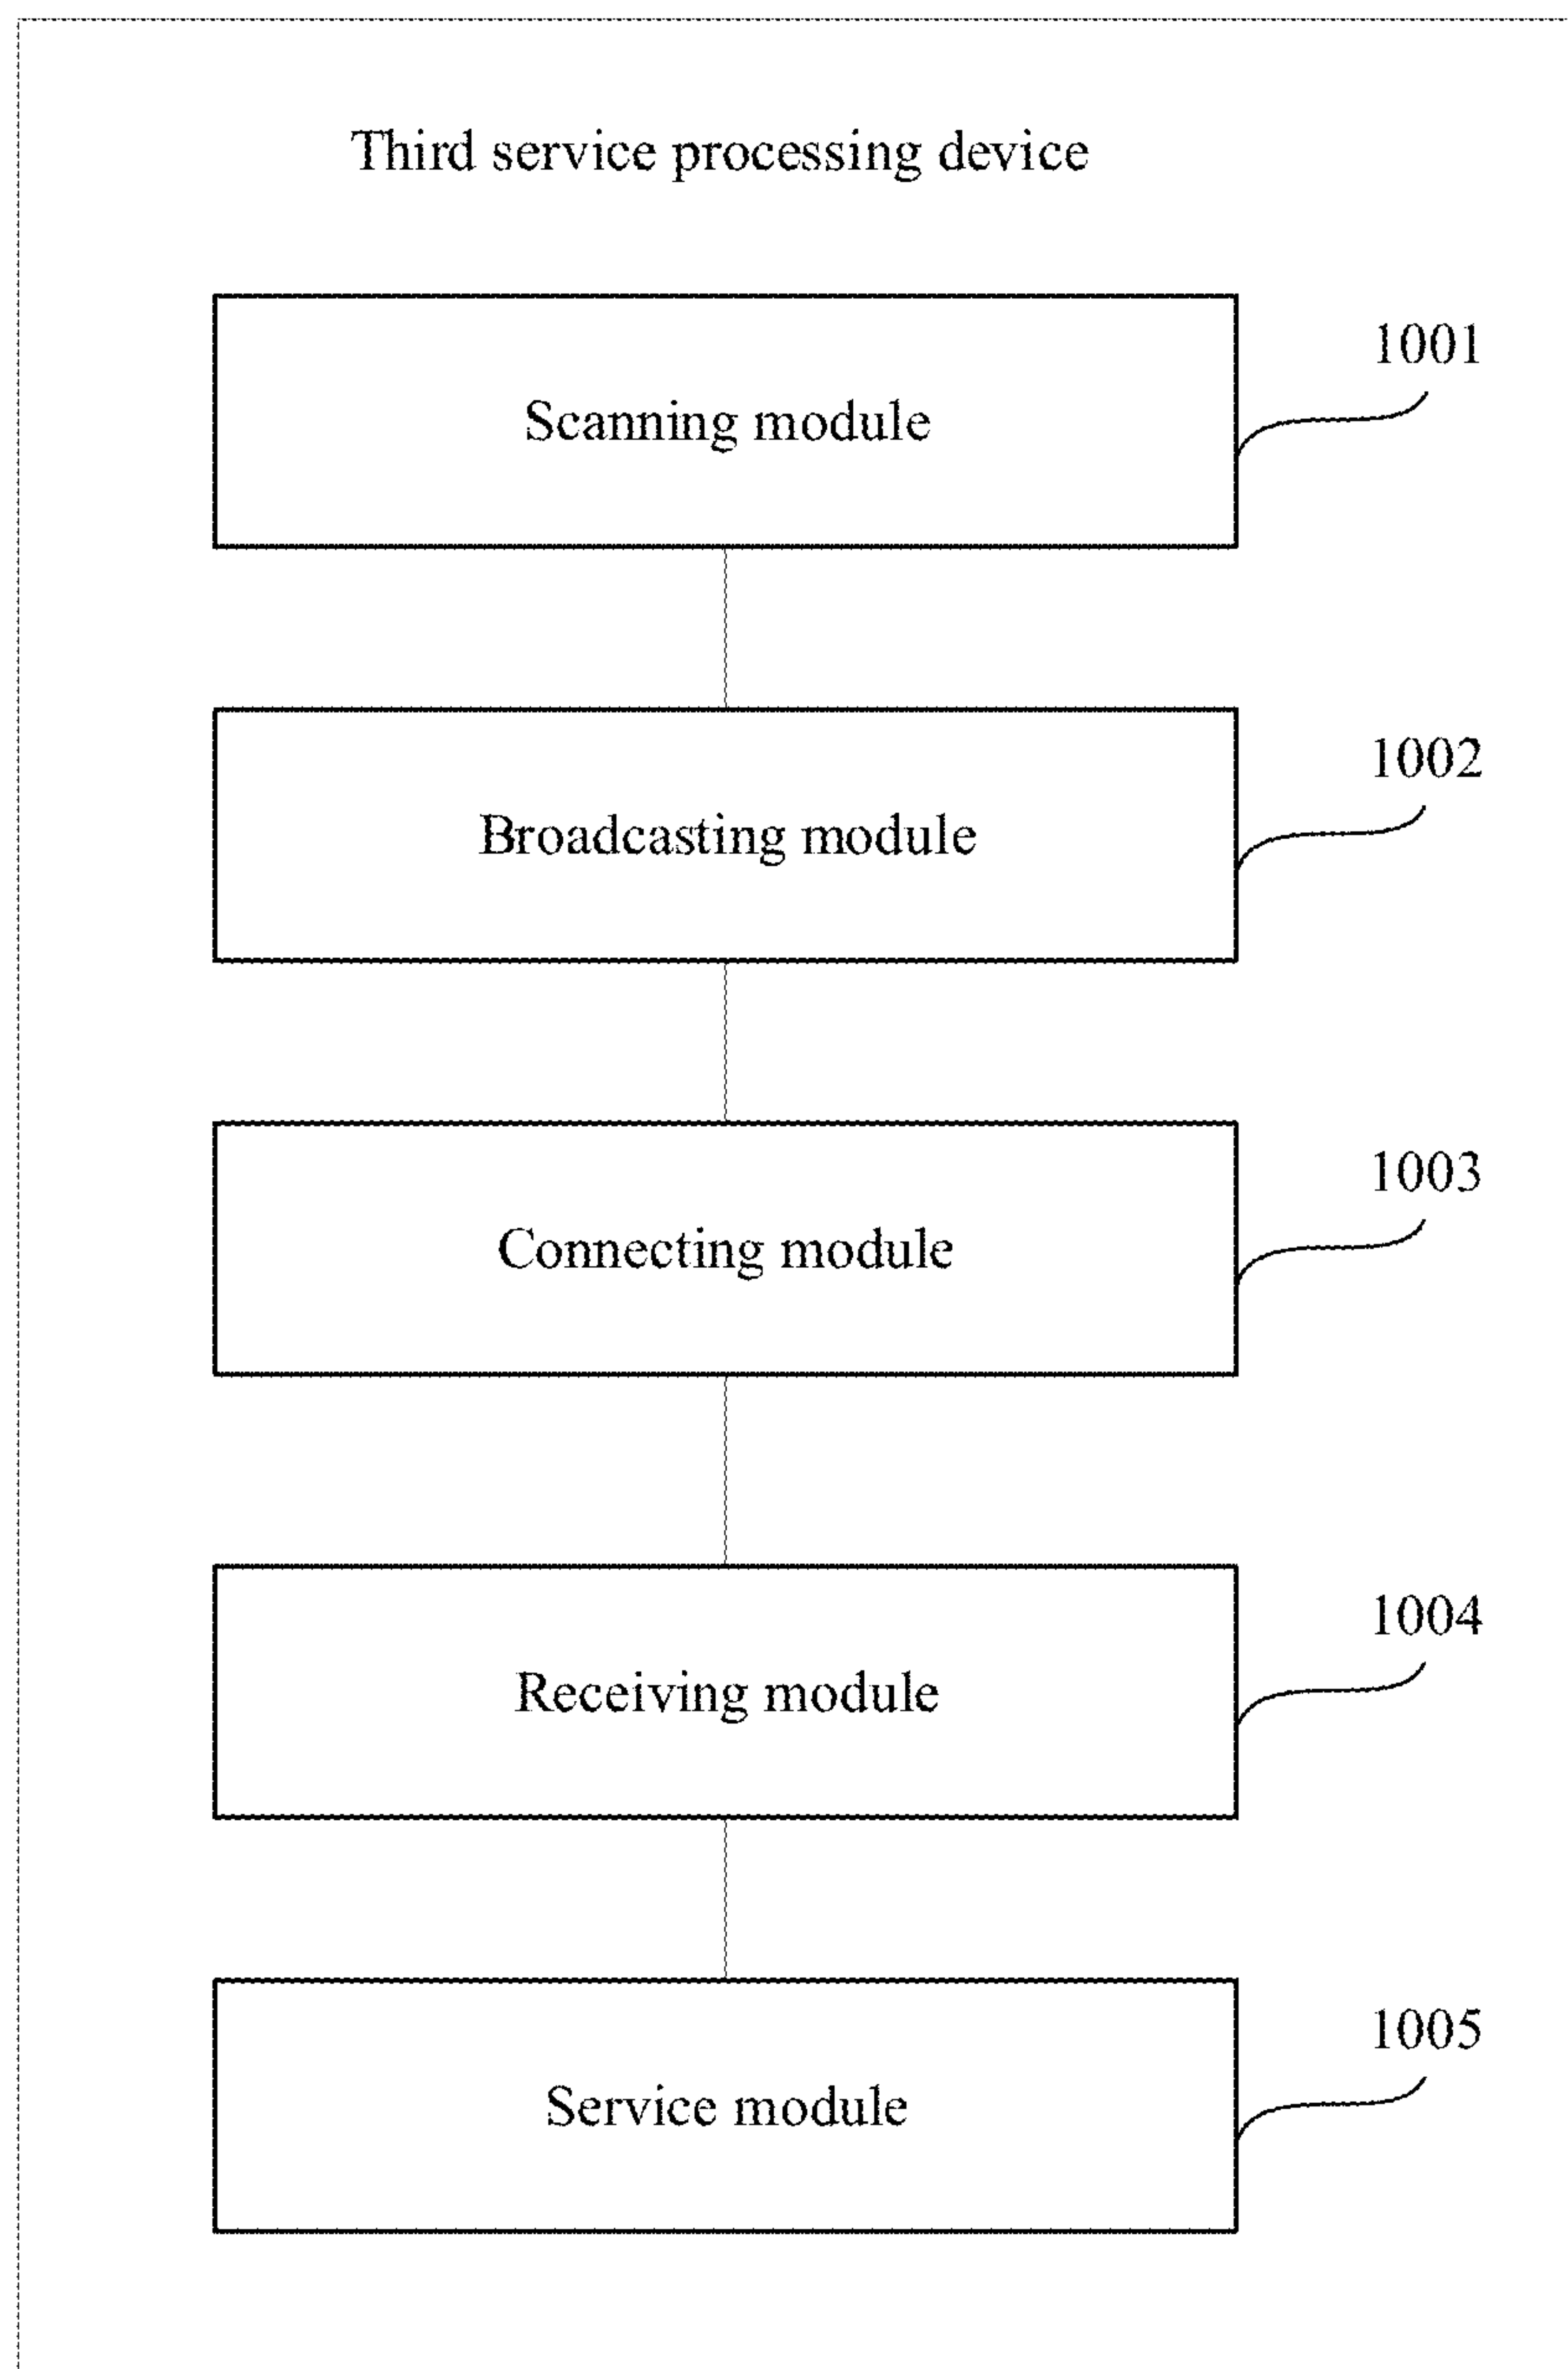 Third service processing device
Scanning module
1001
Broadcasting module
1002
Connecting module
1003
Receiving module
1004
Service module
1005